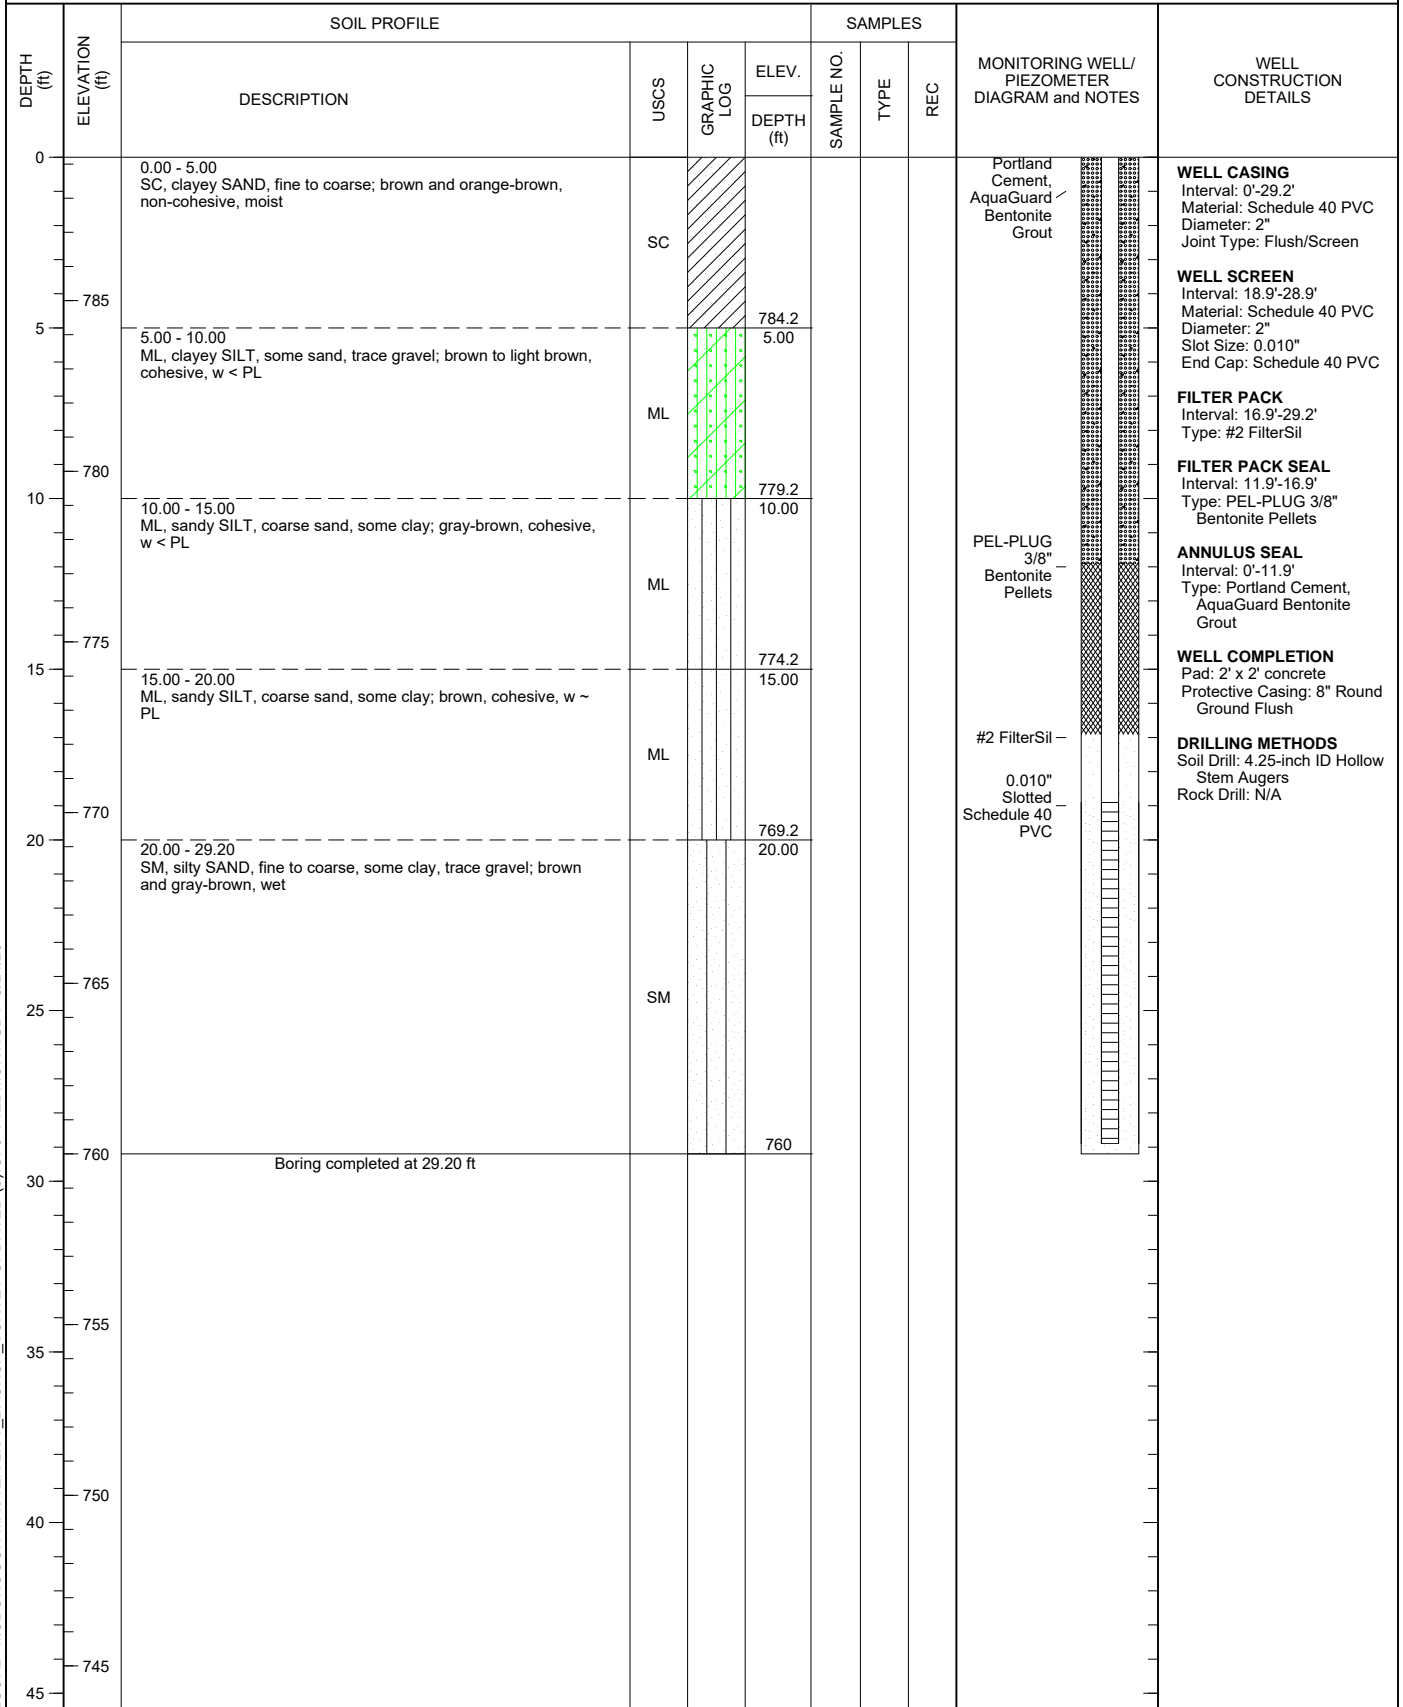 SOIL PROFILE
SAMPLES
DEPTH
(ft)
ELEVATION
(ft)
DESCRIPTION
USCS
GRAPHIC
LOG
ELEV.
DEPTH
(ft)
SAMPLE NO.
TYPE
REC
MONITORING WELL/
PIEZOMETER
DIAGRAM and NOTES
WELL
CONSTRUCTION
DETAILS
0
5
10
15
20
25
30
35
40
45
785
780
775
770
765
760
755
750
745
0.00 - 5.00
SC, clayey SAND, fine to coarse; brown and orange-brown,
non-cohesive, moist
SC
784.2
5.00
5.00 - 10.00
ML, clayey SILT, some sand, trace gravel; brown to light brown,
cohesive, w < PL
ML
779.2
10.00
10.00 - 15.00
ML, sandy SILT, coarse sand, some clay; gray-brown, cohesive,
w < PL
ML
774.2
15.00
15.00 - 20.00
ML, sandy SILT, coarse sand, some clay; brown, cohesive, w ~
PL
ML
769.2
20.00
20.00 - 29.20
SM, silty SAND, fine to coarse, some clay, trace gravel; brown
and gray-brown, wet
SM
760
Boring completed at 29.20 ft
Portland
Cement,
AquaGuard
Bentonite
Grout
PEL-PLUG
3/8"
Bentonite
Pellets
#2 FilterSil
0.010"
Slotted
Schedule 40
PVC
WELL CASING
Interval: 0'-29.2'
Material: Schedule 40 PVC
Diameter: 2"
Joint Type: Flush/Screen
WELL SCREEN
Interval: 18.9'-28.9'
Material: Schedule 40 PVC
Diameter: 2"
Slot Size: 0.010"
End Cap: Schedule 40 PVC
FILTER PACK
Interval: 16.9'-29.2'
Type: #2 FilterSil
FILTER PACK SEAL
Interval: 11.9'-16.9'
Type: PEL-PLUG 3/8"
Bentonite Pellets
ANNULUS SEAL
Interval: 0'-11.9'
Type: Portland Cement,
AquaGuard Bentonite
Grout
WELL COMPLETION
Pad: 2' x 2' concrete
Protective Casing: 8" Round
Ground Flush
DRILLING METHODS
Soil Drill: 4.25-inch ID Hollow
Stem Augers
Rock Drill: N/A